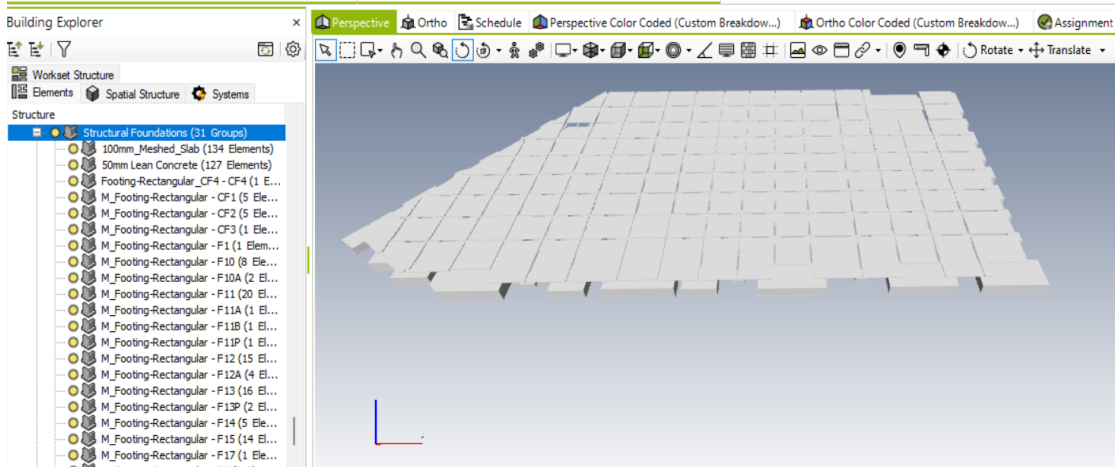 Building Explorer
Perspective Ortho Schedule Perspective Color Coded (Custom Breakdow...) Ortho Color Coded (Custom Breakdow...) Assignment
Rotate Translate
Workset Structure
Elements Spatial Structure Systems
Structure
Structural Foundations (31 Groups)
100mm_Meshed_Slab (134 Elements)
50mm Lean Concrete (127 Elements)
Footing-Rectangular_CF4 - CF4 (1 E...
M_Footing-Rectangular - CF1 (5 Ele...
M_Footing-Rectangular - CF2 (5 Ele...
M_Footing-Rectangular - CF3 (1 Ele...
M_Footing-Rectangular - F1 (1 Elem...
M_Footing-Rectangular - F10 (8 Ele...
M_Footing-Rectangular - F10A (2 El...
M_Footing-Rectangular - F11 (20 El...
M_Footing-Rectangular - F11A (1 El...
M_Footing-Rectangular - F11B (1 El...
M_Footing-Rectangular - F11P (1 El...
M_Footing-Rectangular - F12 (15 El...
M_Footing-Rectangular - F12A (4 El...
M_Footing-Rectangular - F13 (16 El...
M_Footing-Rectangular - F13P (2 El...
M_Footing-Rectangular - F14 (5 Ele...
M_Footing-Rectangular - F15 (14 El...
M_Footing-Rectangular - F17 (1 Ele...